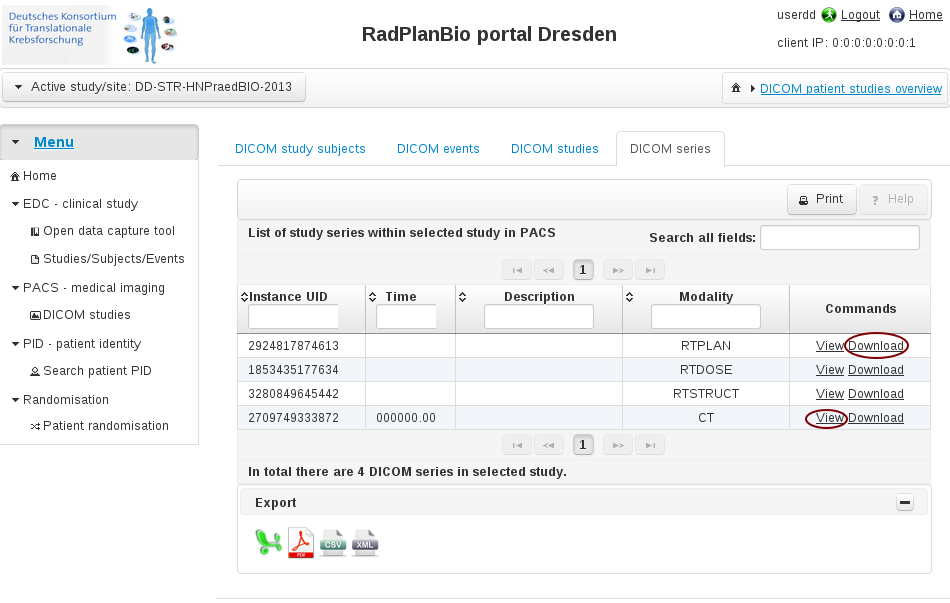 Deutsches Konsortium
für Translationale
Krebsforschung
RadPlanBio portal Dresden
userdd Logout Home
client IP: 0:0:0:0:0:0:0:1
Active study/site: DD-STR-HNPraedBIO-2013
DICOM patient studies overview
Menu
Home
EDC - clinical study
Open data capture tool
Studies/Subjects/Events
PACS - medical imaging
DICOM studies
PID - patient identity
Search patient PID
Randomisation
Patient randomisation
DICOM study subjects DICOM events DICOM studies DICOM series
Print ? Help
List of study series within selected study in PACS
Search all fields:
1
Instance UID Time Description Modality Commands
2924817874613 RTPLAN View Download
1853435177634 RTDOSE View Download
3280849645442 RTSTRUCT View Download
2709749333872 000000.00 CT View Download
1
In total there are 4 DICOM series in selected study.
Export
PDF CSV XML